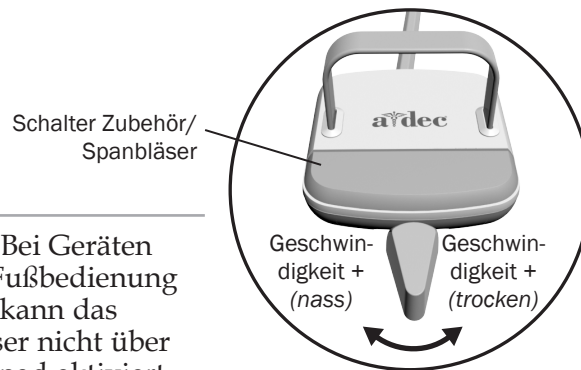 Schalter Zubehör/
Spanbläser
a dec
Geschwin-
digkeit +
(nass)
Geschwin-
digkeit +
(trocken)
Bei Geräten
Fußbedienung
kann das
ser nicht über